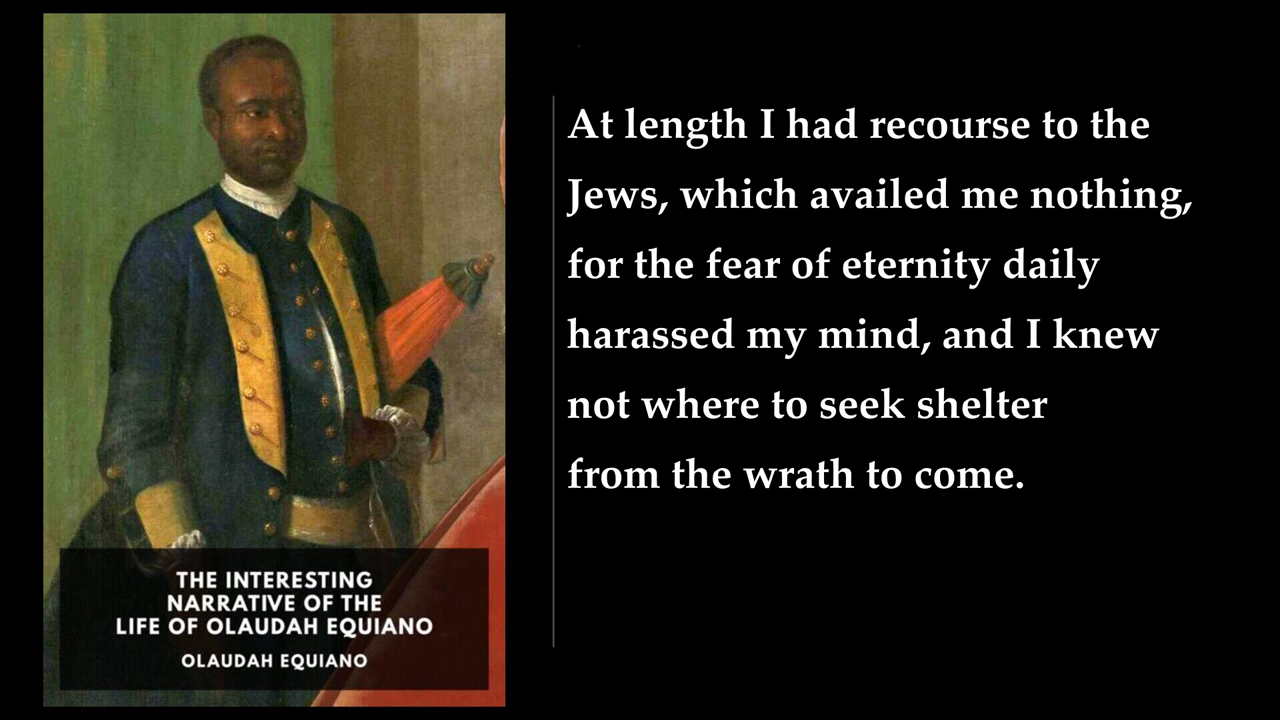 THE INTERESTING
NARRATIVE OF THE
LIFE OF OLAUDAH EQUIANO
OLAUDAH EQUIANO
At length I had recourse to the
Jews, which availed me nothing,
for the fear of eternity daily
harassed my mind, and I knew
not where to seek shelter
from the wrath to come.